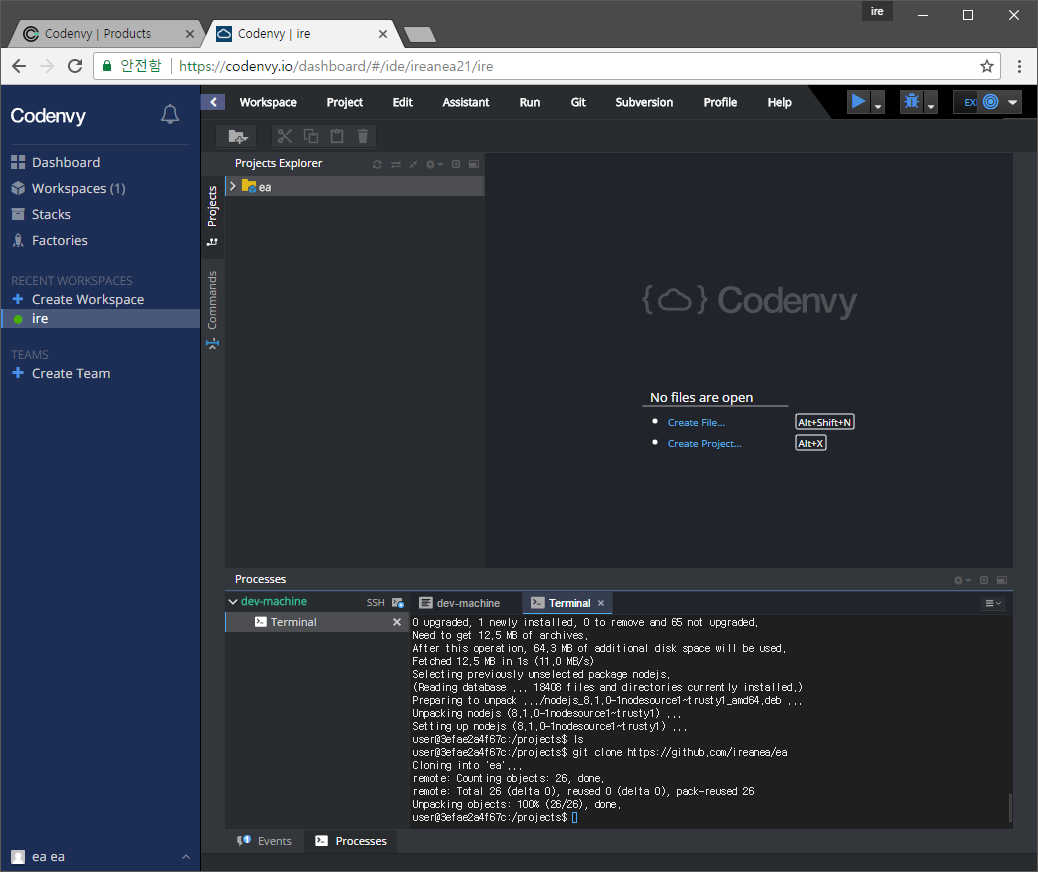 ire
Codenvy | Products
Codenvy | ire
안전함
https://codenvy.io/dashboard/#/ide/ireanea21/ire
Codenvy
Workspace Project Edit Assistant Run Git Subversion Profile Help
EXE
Dashboard
Workspaces (1)
Stacks
Factories
RECENT WORKSPACES
Create Workspace
ire
TEAMS
Create Team
ea ea
Projects
Commands
Projects Explorer
ea
{ } Codenvy
No files are open
Create File... Alt+Shift+N
Create Project... Alt+X
Processes
dev-machine SSH
Terminal
dev-machine Terminal
0 upgraded, 1 newly installed, 0 to remove and 65 not upgraded.
Need to get 12.5 MB of archives.
After this operation, 64.3 MB of additional disk space will be used.
Fetched 12.5 MB in 1s (11.0 MB/s)
Selecting previously unselected package nodejs.
(Reading database ... 18408 files and directories currently installed.)
Preparing to unpack .../nodejs_8.1.0-1nodesource1~trusty1_amd64.deb ...
Unpacking nodejs (8.1.0-1nodesource1~trusty1) ...
Setting up nodejs (8.1.0-1nodesource1~trusty1) ...
user@3efae2a4f67c:/projects$ ls
user@3efae2a4f67c:/projects$ git clone https://github.com/ireanea/ea
Cloning into 'ea'...
remote: Counting objects: 26, done.
remote: Total 26 (delta 0), reused 0 (delta 0), pack-reused 26
Unpacking objects: 100% (26/26), done.
user@3efae2a4f67c:/projects$
Events Processes